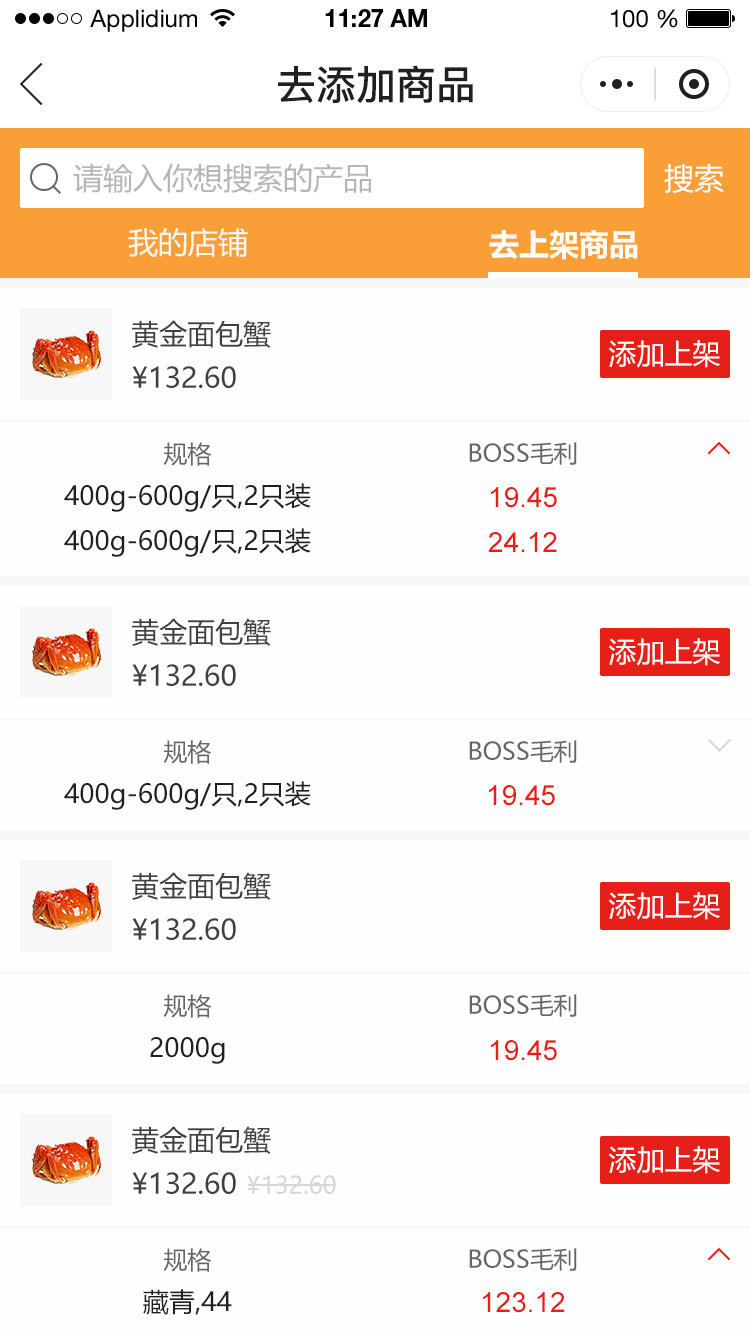 Applidium 11:27 AM 100 %
去添加商品
请输入你想搜索的产品 搜索
我的店铺 去上架商品
黄金面包蟹
¥132.60
添加上架
规格 BOSS毛利
400g-600g/只,2只装 19.45
400g-600g/只,2只装 24.12
黄金面包蟹
¥132.60
添加上架
规格 BOSS毛利
400g-600g/只,2只装 19.45
黄金面包蟹
¥132.60
添加上架
规格 BOSS毛利
2000g 19.45
黄金面包蟹
¥132.60 ¥132.60
添加上架
规格 BOSS毛利
藏青,44 123.12